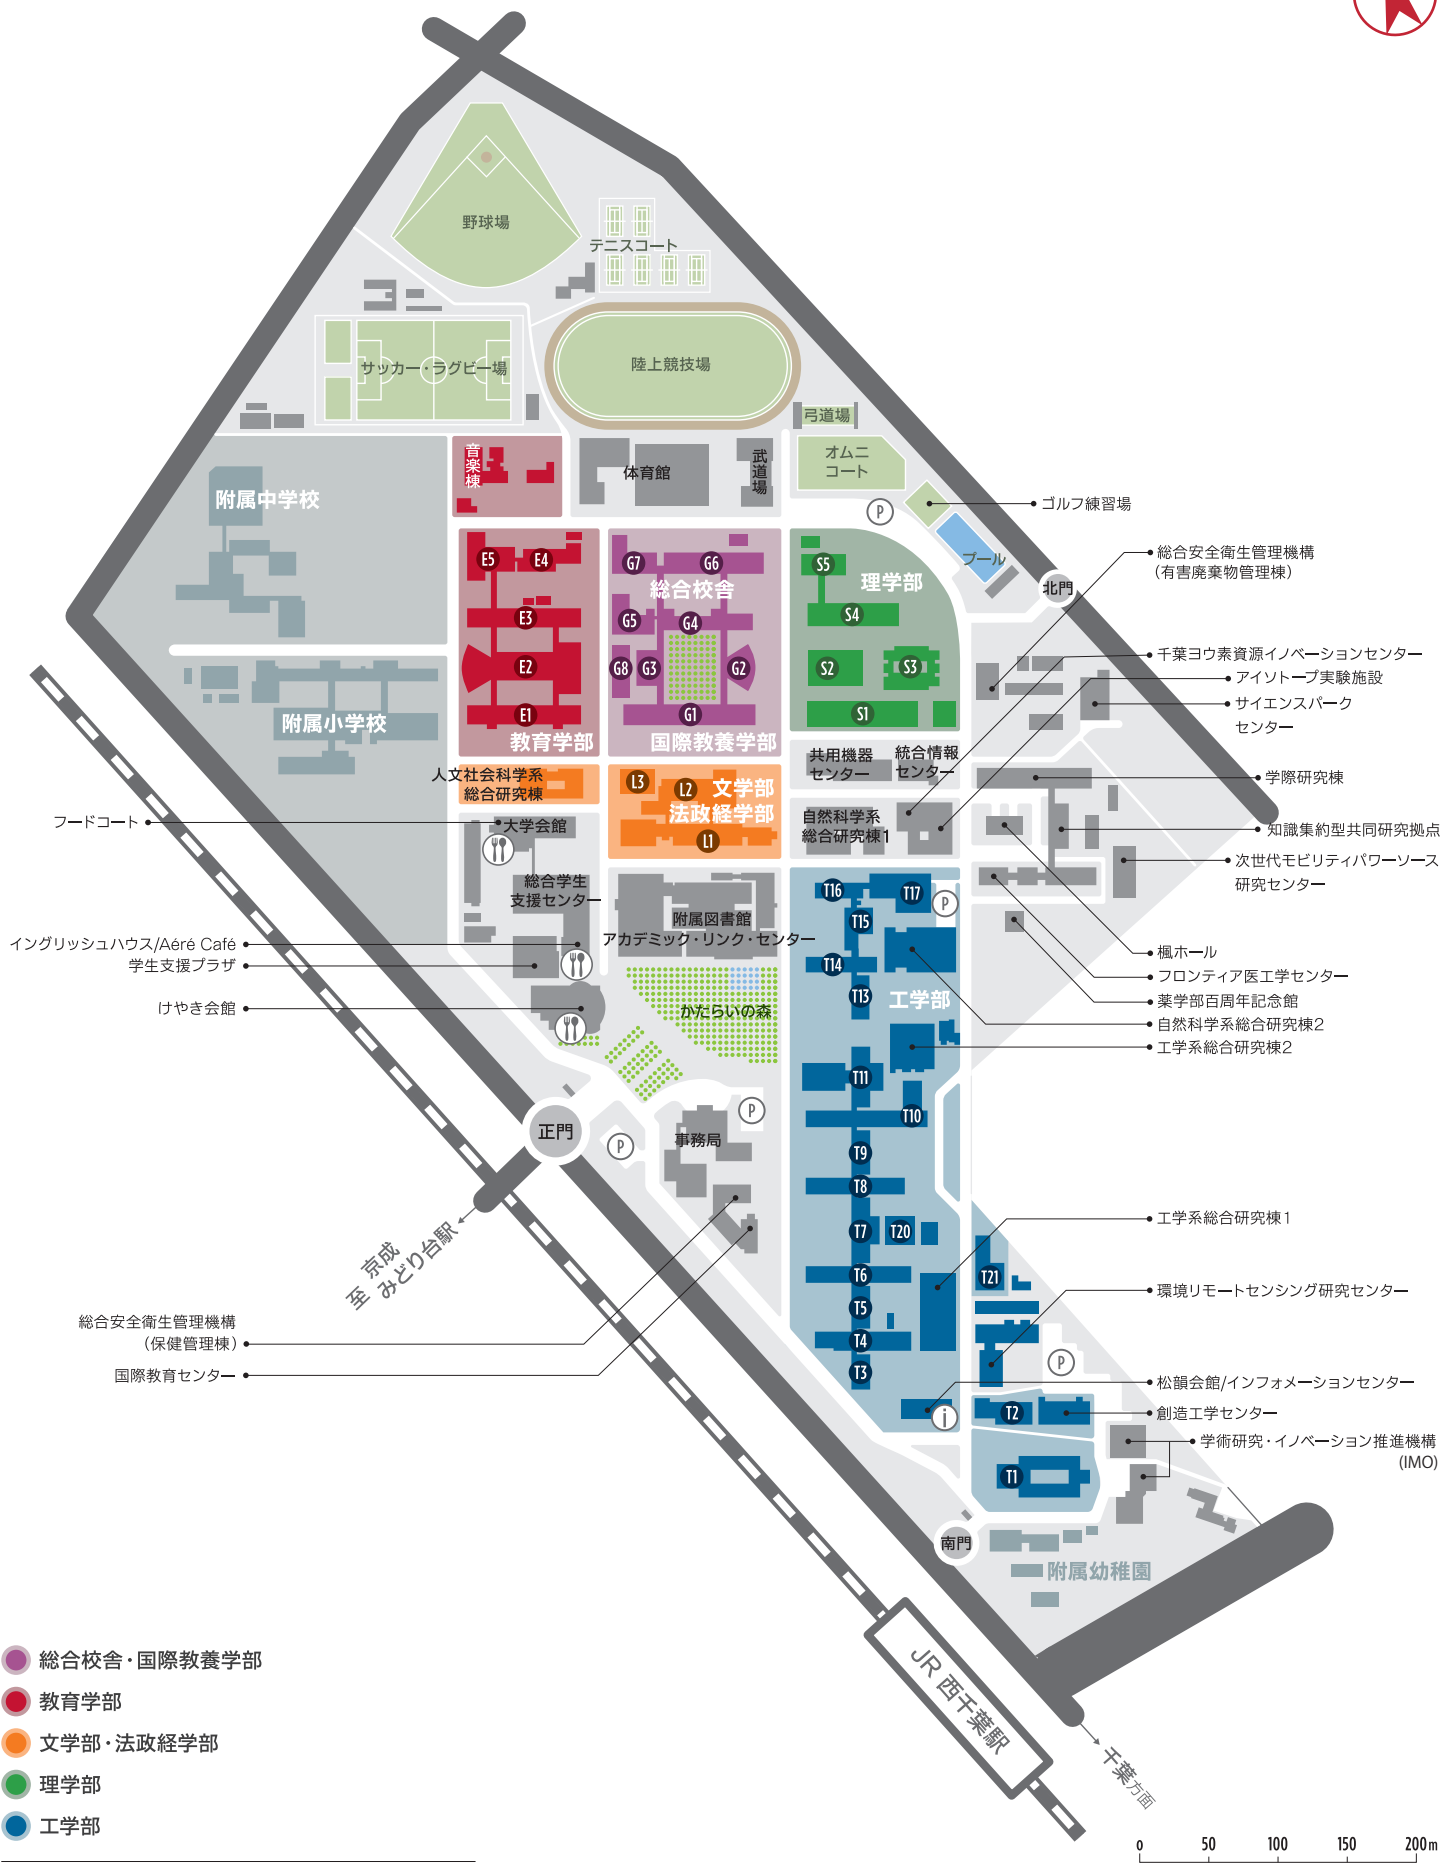 野球場
テニスコート
サッカー・ラグビー場
陸上競技場
弓道場
オムニ
コート
音楽棟
体育館
武道場
附属中学校
P
ゴルフ練習場
プール
北門
総合安全衛生管理機構
(有害廃棄物管理棟)
E5
E4
E3
E2
E1
教育学部
G7
G6
総合校舎
G5
G4
G8
G3
G2
G1
国際教養学部
S5
理学部
S4
S2
S3
S1
千葉ヨウ素資源イノベーションセンター
アイソトープ実験施設
サイエンスパーク
センター
附属小学校
共用機器
センター
統合情報
センター
学際研究棟
人文社会科学系
総合研究棟
L3
L2
文学部
法政経学部
L1
自然科学系
総合研究棟1
知識集約型共同研究拠点
次世代モビリティパワーソース
研究センター
フードコート
大学会館
総合学生
支援センター
附属図書館
アカデミック・リンク・センター
T16
T17
P
T15
T14
T13
工学部
イングリッシュハウス/Aéré Café
学生支援プラザ
けやき会館
かたらいの森
楓ホール
フロンティア医工学センター
薬学部百周年記念館
自然科学系総合研究棟2
工学系総合研究棟2
T11
T10
T9
T8
T7
T20
T6
T5
T4
T3
正門
P
P
事務局
至 京成
みどり台駅
総合安全衛生管理機構
(保健管理棟)
国際教育センター
工学系総合研究棟1
T21
環境リモートセンシング研究センター
P
松韻会館/インフォメーションセンター
i
T2
創造工学センター
学術研究・イノベーション推進機構
(IMO)
T1
南門
附属幼稚園
JR 西千葉駅
千葉方面
総合校舎・国際教養学部
教育学部
文学部・法政経学部
理学部
工学部
0 50 100 150 200m